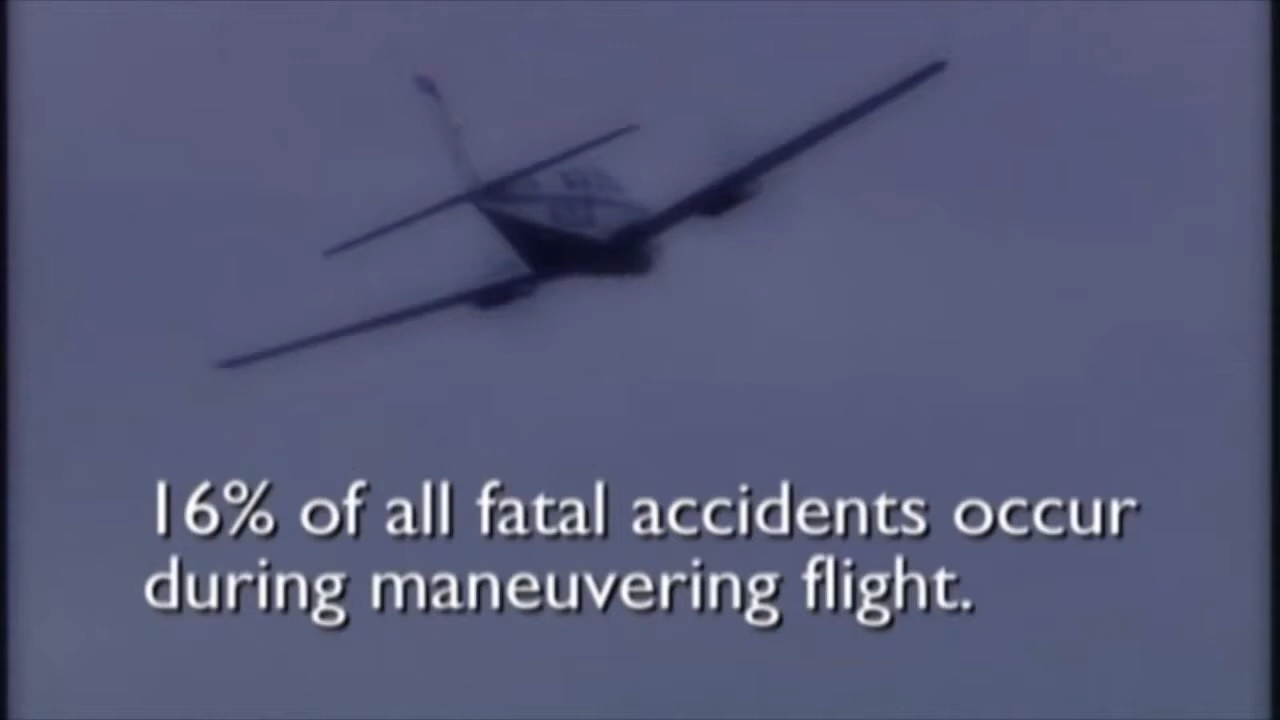 16% of all fatal accidents occur
during maneuvering flight.